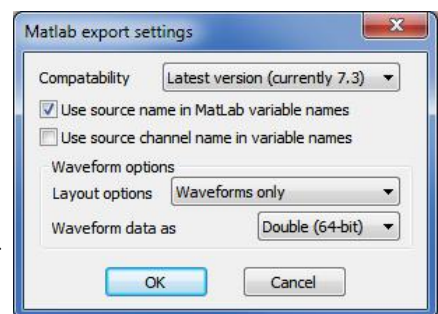 Matlab export settings
Compatability Latest version (currently 7.3)
Use source name in MatLab variable names
Use source channel name in variable names
Waveform options
Layout options Waveforms only
Waveform data as Double (64-bit)
OK Cancel